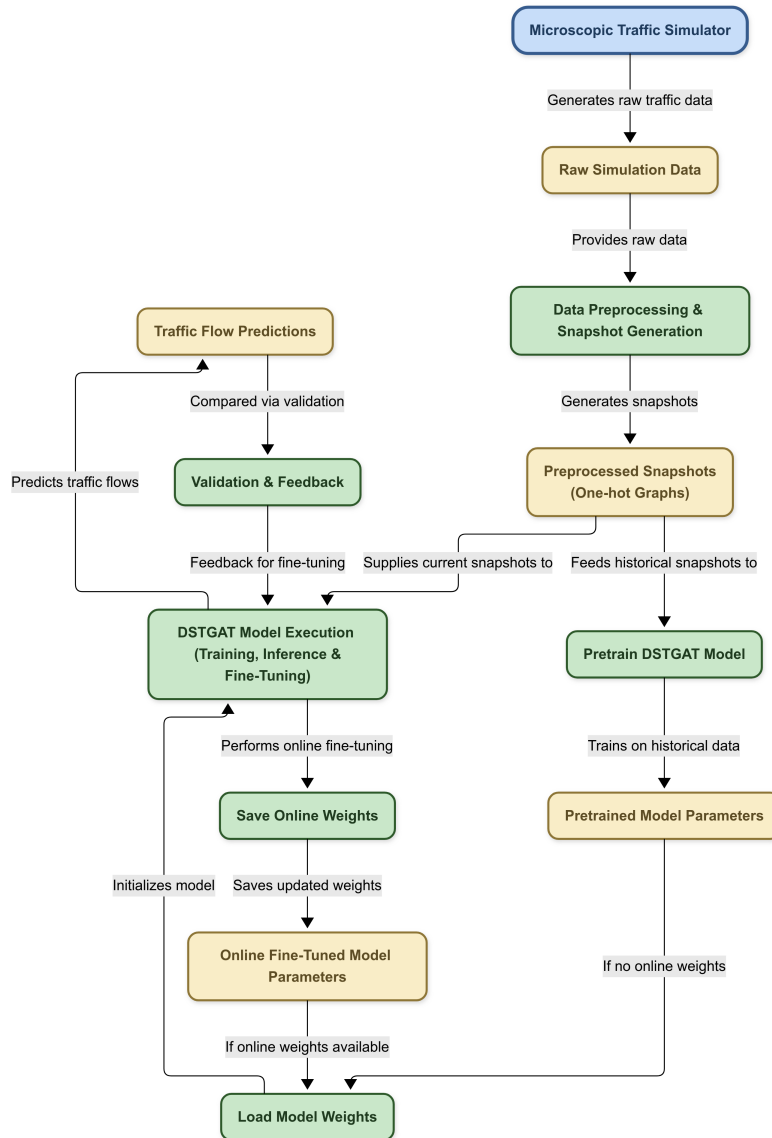 Microscopic Traffic Simulator
Generates raw traffic data
Raw Simulation Data
Provides raw data
Data Preprocessing &
Snapshot Generation
Traffic Flow Predictions
Compared via validation
Generates snapshots
Predicts traffic flows
Validation & Feedback
Preprocessed Snapshots
(One-hot Graphs)
Feedback for fine-tuning
Supplies current snapshots to
Feeds historical snapshots to
DSTGAT Model Execution
(Training, Inference &
Fine-Tuning)
Pretrain DSTGAT Model
Performs online fine-tuning
Trains on historical data
Save Online Weights
Pretrained Model Parameters
Initializes model
Saves updated weights
Online Fine-Tuned Model
Parameters
If no online weights
If online weights available
Load Model Weights